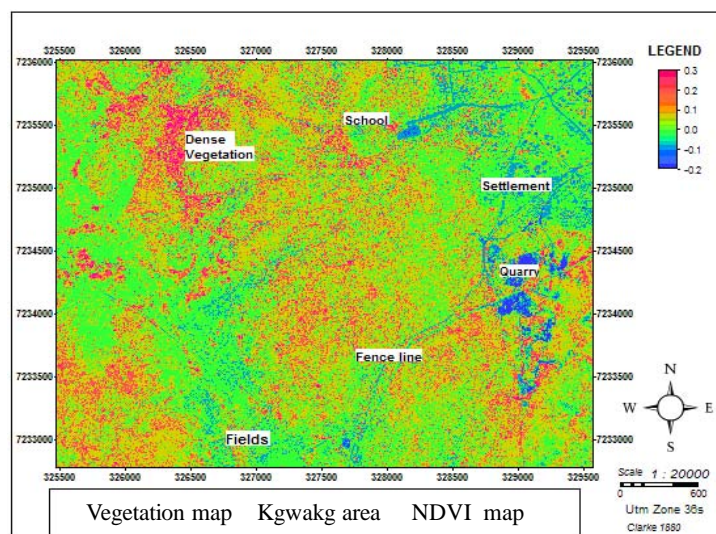 325500 326000 326500 327000 327500 328000 328500 329000 329500
LEGEND
7236000 7236000
0.3
0.2
0.1
0.0
-0.1
-0.2
School
7235500 7235500
Dense
Vegetation
Settlement
7235000 7235000
7234500 7234500
Quarry
7234000 7234000
Fence line
7233500 7233500
N
W E
S
Fields
7233000 7233000
325500 326000 326500 327000 327500 328000 328500 329000 329500
Scale 1 : 20000
0 600
Utm Zone 36s
Clarke 1880
Vegetation map Kgwakg area NDVI map